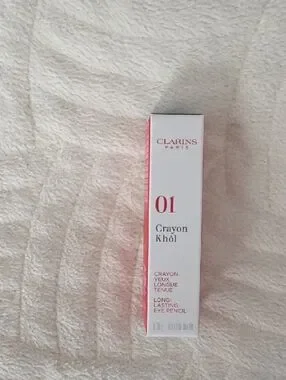 CLARINS
PARIS
01
Crayon
Khôl
CRAYON
YEUX
LONGUE
TENUE
LONG-
LASTING
EYE PENCIL